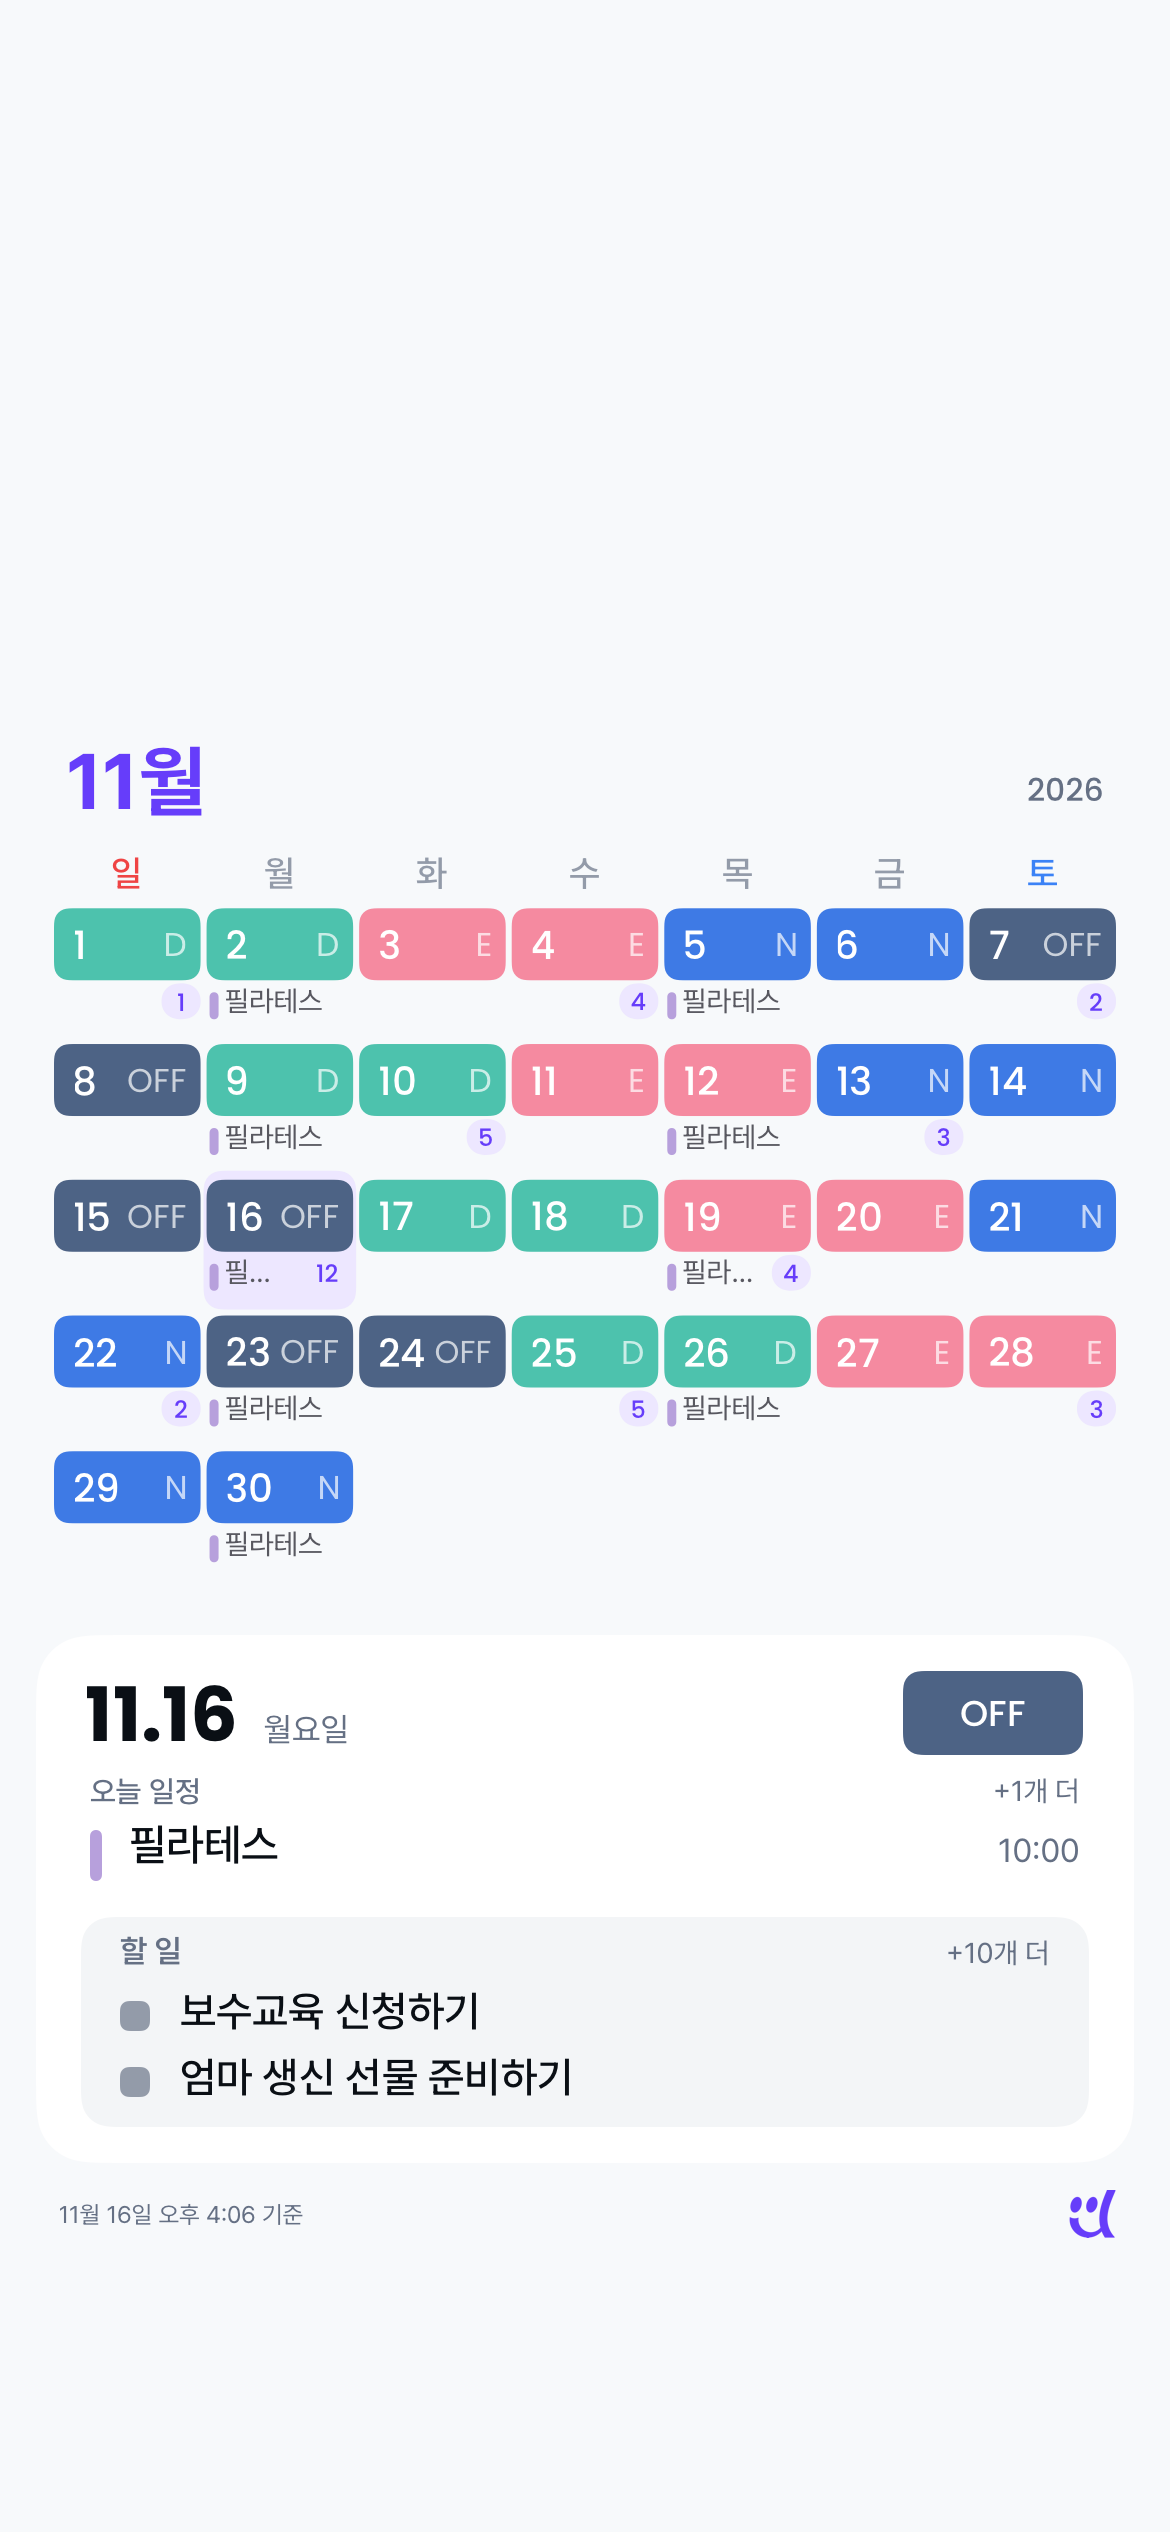 11월
2026
일 월 화 수 목 금 토
1 D 2 D 3 E 4 E 5 N 6 N 7 OFF
1 필라테스 4 필라테스 2
8 OFF 9 D 10 D 11 E 12 E 13 N 14 N
필라테스 5 필라테스 3
15 OFF 16 OFF 17 D 18 D 19 E 20 E 21 N
필... 12 필라... 4
22 N 23 OFF 24 OFF 25 D 26 D 27 E 28 E
2 필라테스 5 필라테스 3
29 N 30 N
필라테스
11.16 월요일 OFF
오늘 일정 +1개 더
필라테스 10:00
할 일 +10개 더
보수교육 신청하기
엄마 생신 선물 준비하기
11월 16일 오후 4:06 기준